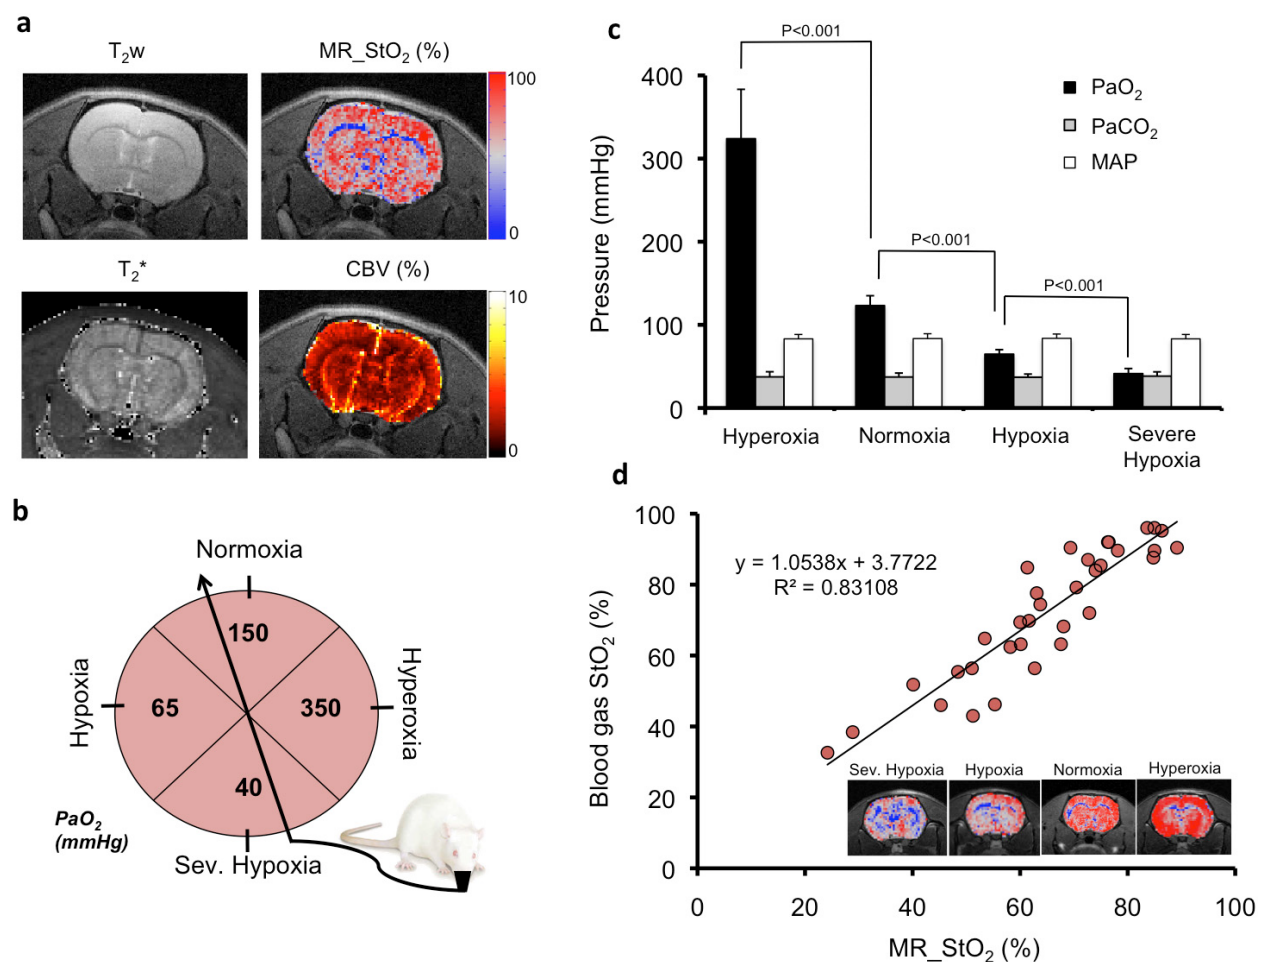 a
T₂w
MR_StO₂ (%)
100
0
T₂*
CBV (%)
10
0
b
Normoxia
150
Hypoxia
65
350
Hyperoxia
40
PaO₂
(mmHg)
Sev. Hypoxia
c
P<0.001
P<0.001
P<0.001
PaO₂
PaCO₂
MAP
Pressure (mmHg)
400
300
200
100
0
Hyperoxia
Normoxia
Hypoxia
Severe
Hypoxia
d
y = 1.0538x + 3.7722
R² = 0.83108
Blood gas StO₂ (%)
100
80
60
40
20
0
Sev. Hypoxia
Hypoxia
Normoxia
Hyperoxia
0
20
40
60
80
100
MR_StO₂ (%)